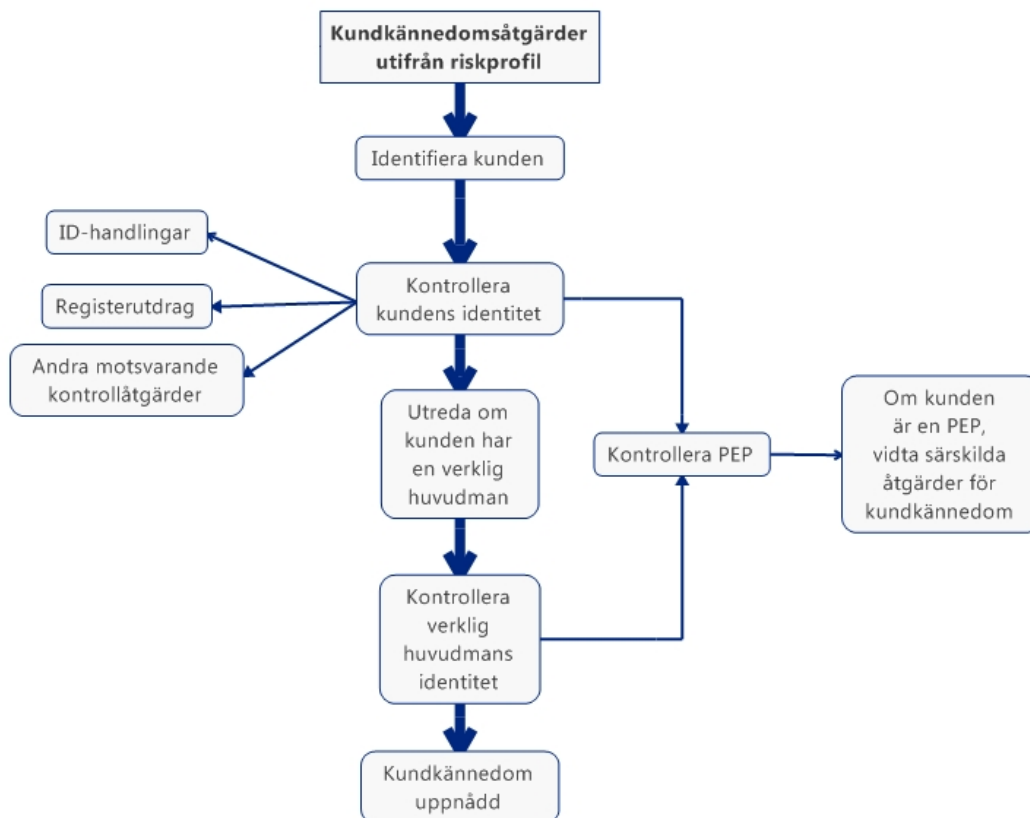 Kundkännedomsåtgärder
utifrån riskprofil
Identifiera kunden
ID-handlingar
Registerutdrag
Andra motsvarande
kontrollåtgärder
Kontrollera
kundens identitet
Utreda om
kunden har
en verklig
huvudman
Kontrollera PEP
Om kunden
är en PEP,
vidta särskilda
åtgärder för
kundkännedom
Kontrollera
verklig
huvudmans
identitet
Kundkännedom
uppnådd